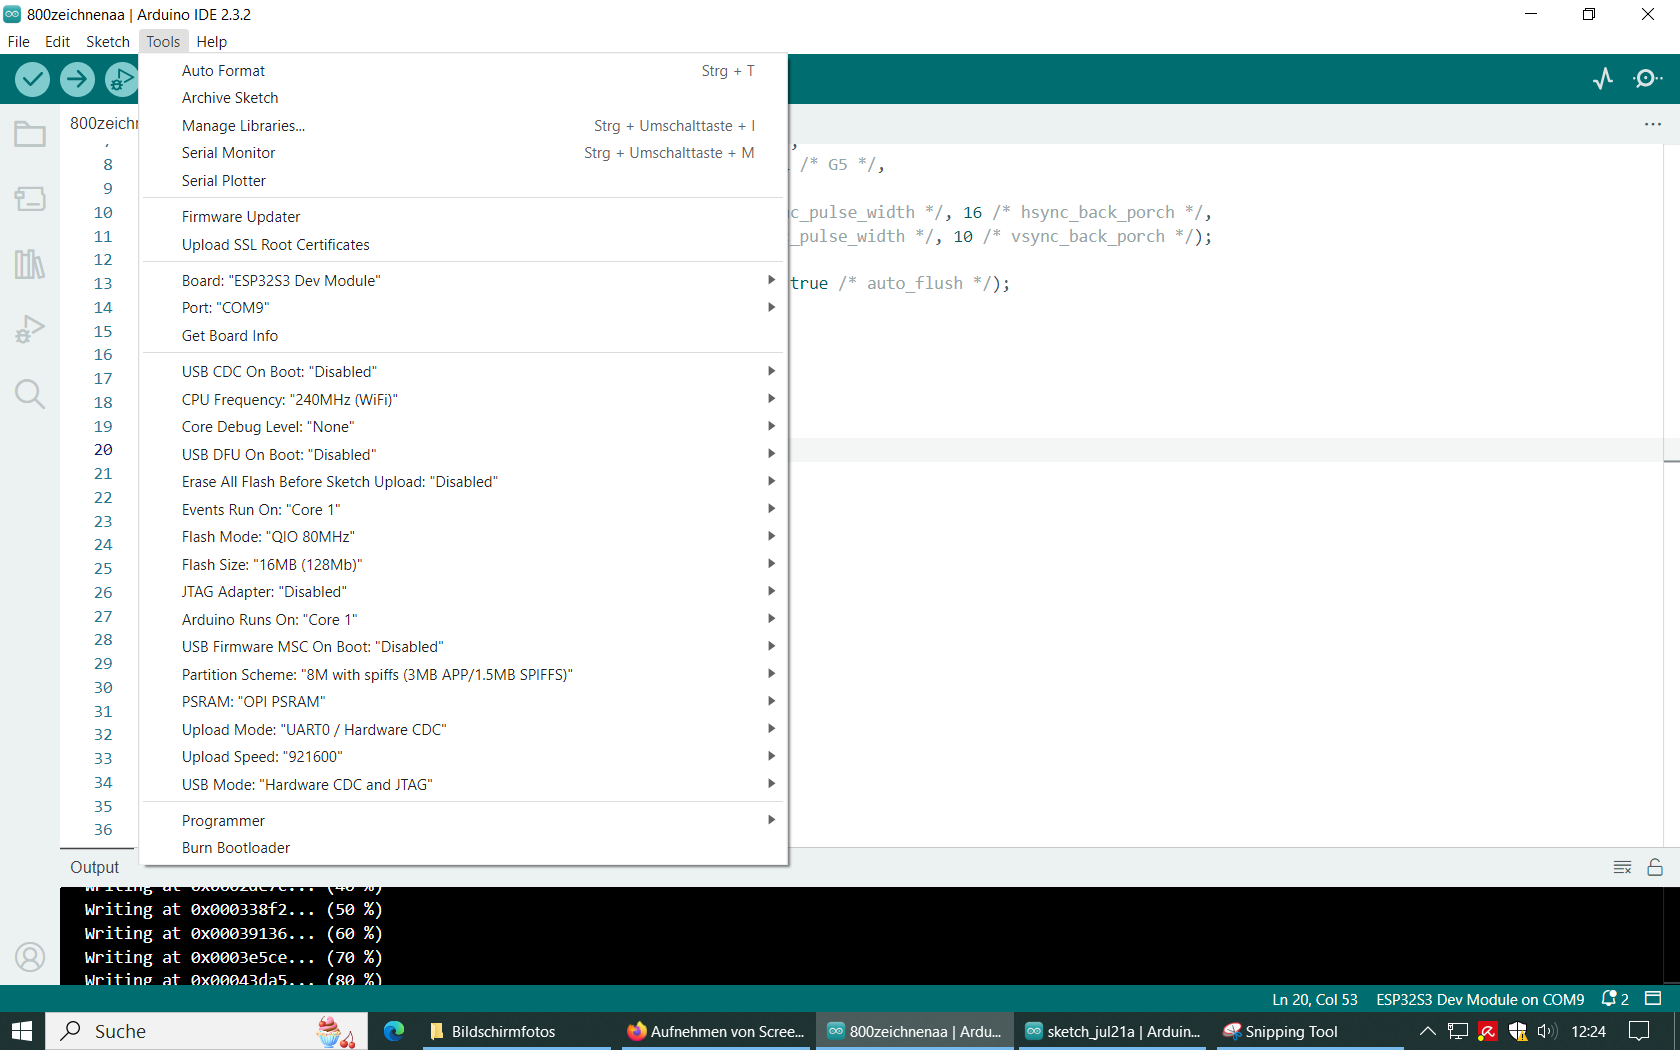 800zeichnenaa | Arduino IDE 2.3.2
File Edit Sketch Tools Help
Auto Format Strg + T
Archive Sketch
Manage Libraries... Strg + Umschalttaste + I
Serial Monitor Strg + Umschalttaste + M
Serial Plotter
Firmware Updater
Upload SSL Root Certificates
Board: "ESP32S3 Dev Module"
Port: "COM9"
Get Board Info
USB CDC On Boot: "Disabled"
CPU Frequency: "240MHz (WiFi)"
Core Debug Level: "None"
USB DFU On Boot: "Disabled"
Erase All Flash Before Sketch Upload: "Disabled"
Events Run On: "Core 1"
Flash Mode: "QIO 80MHz"
Flash Size: "16MB (128Mb)"
JTAG Adapter: "Disabled"
Arduino Runs On: "Core 1"
USB Firmware MSC On Boot: "Disabled"
Partition Scheme: "8M with spiffs (3MB APP/1.5MB SPIFFS)"
PSRAM: "OPI PSRAM"
Upload Mode: "UART0 / Hardware CDC"
Upload Speed: "921600"
USB Mode: "Hardware CDC and JTAG"
Programmer
Burn Bootloader
800zeichn
8 /* G5 */,
9
10 c_pulse_width */, 16 /* hsync_back_porch */,
11 _pulse_width */, 10 /* vsync_back_porch */);
12
13 true /* auto_flush */);
14
15
16
17
18
19
20
21
22
23
24
25
26
27
28
29
30
31
32
33
34
35
36
Output
Writing at 0x0002dc7c... (40 %)
Writing at 0x000338f2... (50 %)
Writing at 0x00039136... (60 %)
Writing at 0x0003e5ce... (70 %)
Writing at 0x00043da5... (80 %)
Ln 20, Col 53 ESP32S3 Dev Module on COM9 2
Suche Bildschirmfotos Aufnehmen von Scree... 800zeichnenaa | Ardu... sketch_jul21a | Arduin... Snipping Tool 12:24